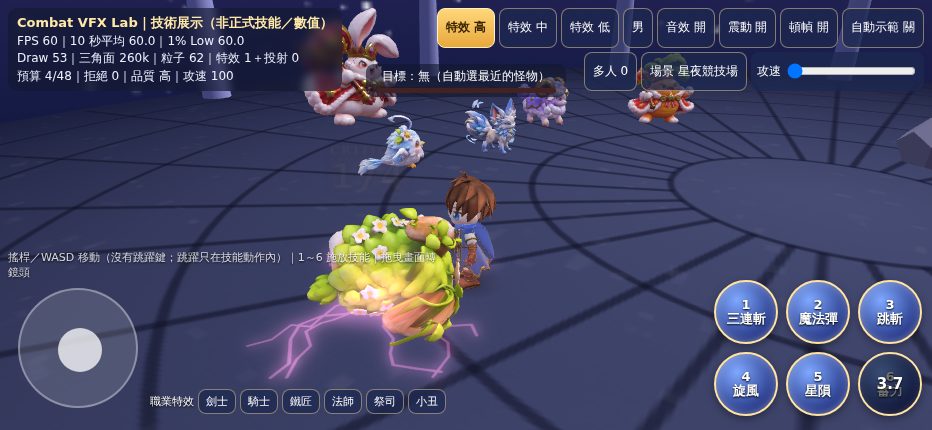 Combat VFX Lab｜技術展示（非正式技能／數值）
FPS 60｜10 秒平均 60.0｜1% Low 60.0
Draw 53｜三角面 260k｜粒子 62｜特效 1＋投射 0
預算 4/48｜拒絕 0｜品質 高｜攻速 100
特效 高
特效 中
特效 低
男
音效 開
震動 開
頓幀 開
自動示範 關
目標：無（自動選最近的怪物）
多人 0
場景 星夜競技場
攻速
搖桿／WASD 移動（沒有跳躍鍵；跳躍只在技能動作內）｜1～6 施放技能｜拖曳畫面轉
鏡頭
1
三連斬
2
魔法彈
3
跳斬
4
旋風
5
星隕
3.7
蓄力
職業特效
劍士
騎士
鐵匠
法師
祭司
小丑